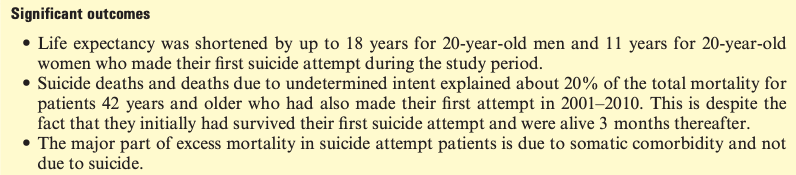 Significant outcomes
• Life expectancy was shortened by up to 18 years for 20-year-old men and 11 years for 20-year-old
women who made their first suicide attempt during the study period.
• Suicide deaths and deaths due to undetermined intent explained about 20% of the total mortality for
patients 42 years and older who had also made their first attempt in 2001–2010. This is despite the
fact that they initially had survived their first suicide attempt and were alive 3 months thereafter.
• The major part of excess mortality in suicide attempt patients is due to somatic comorbidity and not
due to suicide.